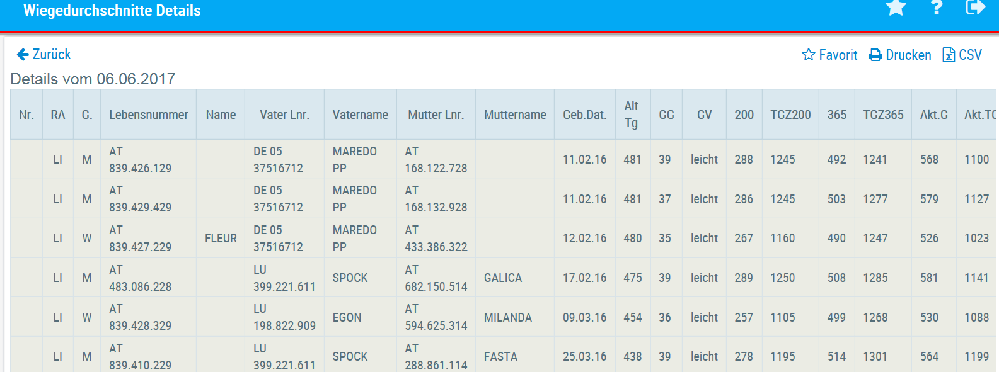 Wiegedurchschnitte Details
Zurück Favorit Drucken CSV
Details vom 06.06.2017
Nr. RA G. Lebensnummer Name Vater Lnr. Vatername Mutter Lnr. Muttername Geb.Dat. Alt. Tg. GG GV 200 TGZ200 365 TGZ365 Akt.G Akt.TG
LI M AT 839.426.129 DE 05 37516712 MAREDO PP AT 168.122.728 11.02.16 481 39 leicht 288 1245 492 1241 568 1100
LI M AT 839.429.429 DE 05 37516712 MAREDO PP AT 168.132.928 11.02.16 481 37 leicht 286 1245 503 1277 579 1127
LI W AT 839.427.229 FLEUR DE 05 37516712 MAREDO PP AT 433.386.322 12.02.16 480 35 leicht 267 1160 490 1247 526 1023
LI M AT 483.086.228 LU 399.221.611 SPOCK AT 682.150.514 GALICA 17.02.16 475 39 leicht 289 1250 508 1285 581 1141
LI W AT 839.428.329 LU 198.822.909 EGON AT 594.625.314 MILANDA 09.03.16 454 36 leicht 257 1105 499 1268 530 1088
LI M AT 839.410.229 LU 399.221.611 SPOCK AT 288.861.114 FASTA 25.03.16 438 39 leicht 278 1195 514 1301 564 1199